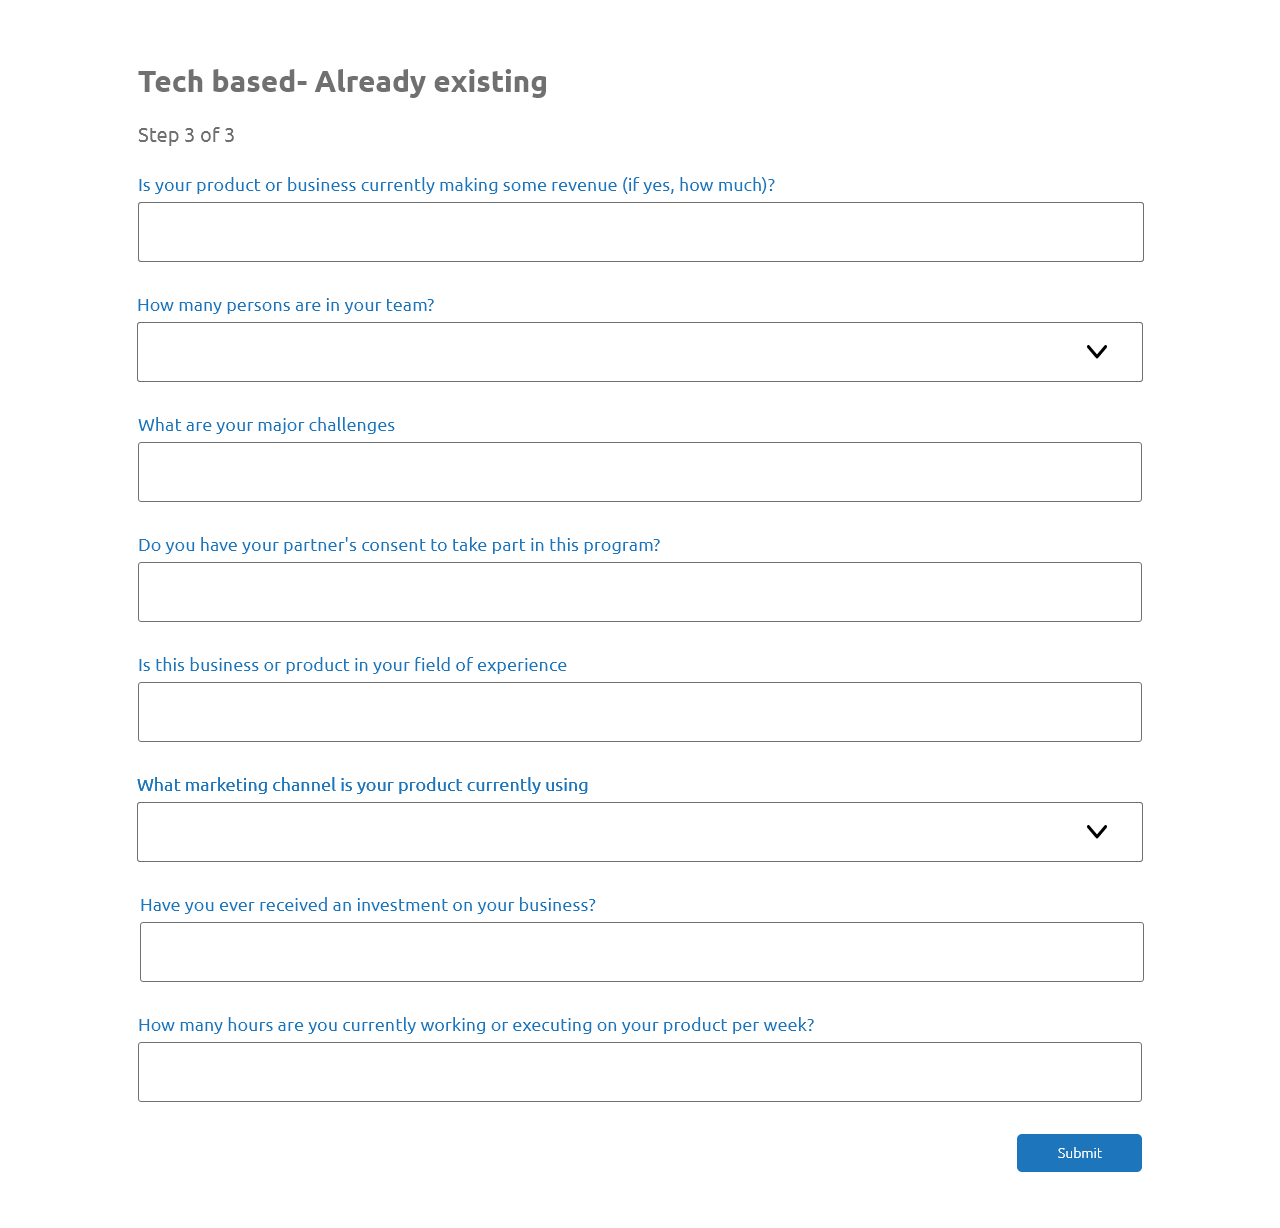 Tech based- Already existing
Step 3 of 3
Is your product or business currently making some revenue (if yes, how much)?
How many persons are in your team?
What are your major challenges
Do you have your partner's consent to take part in this program?
Is this business or product in your field of experience
What marketing channel is your product currently using
Have you ever received an investment on your business?
How many hours are you currently working or executing on your product per week?
Submit